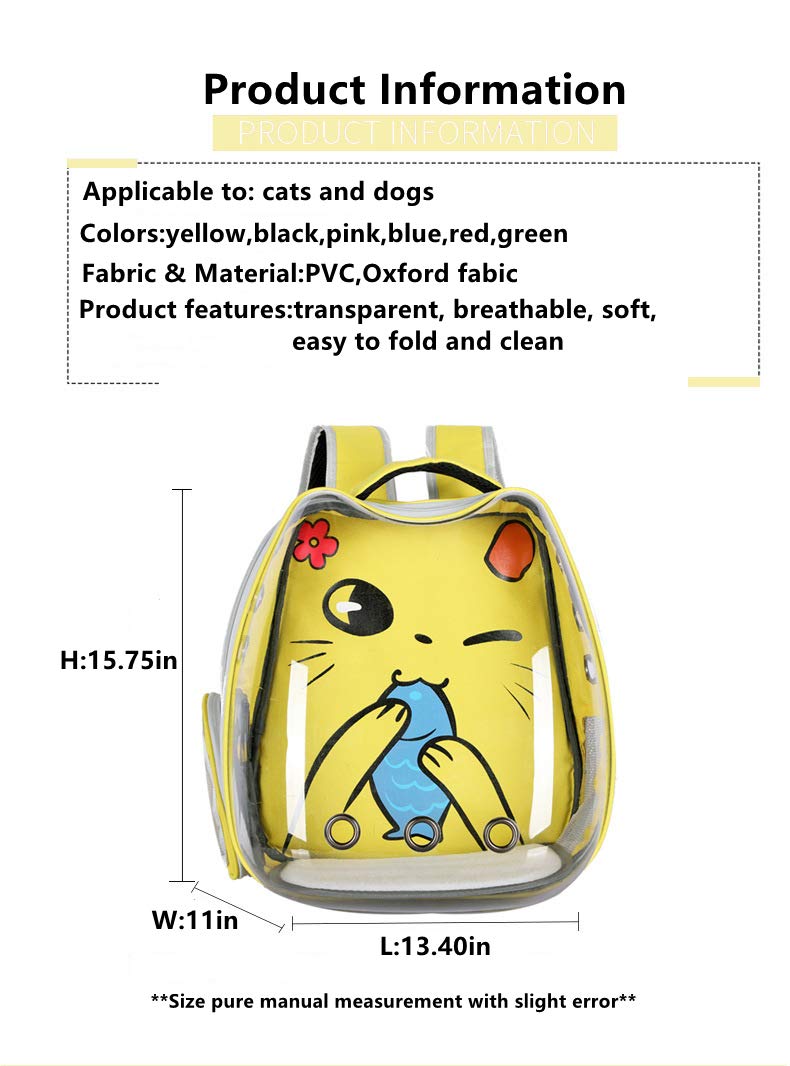 Product Information
PRODUCT INFORMATION
Applicable to: cats and dogs
Colors:yellow,black,pink,blue,red,green
Fabric & Material:PVC,Oxford fabic
Product features:transparent, breathable, soft,
easy to fold and clean
H:15.75in
W:11in
L:13.40in
**Size pure manual measurement with slight error**